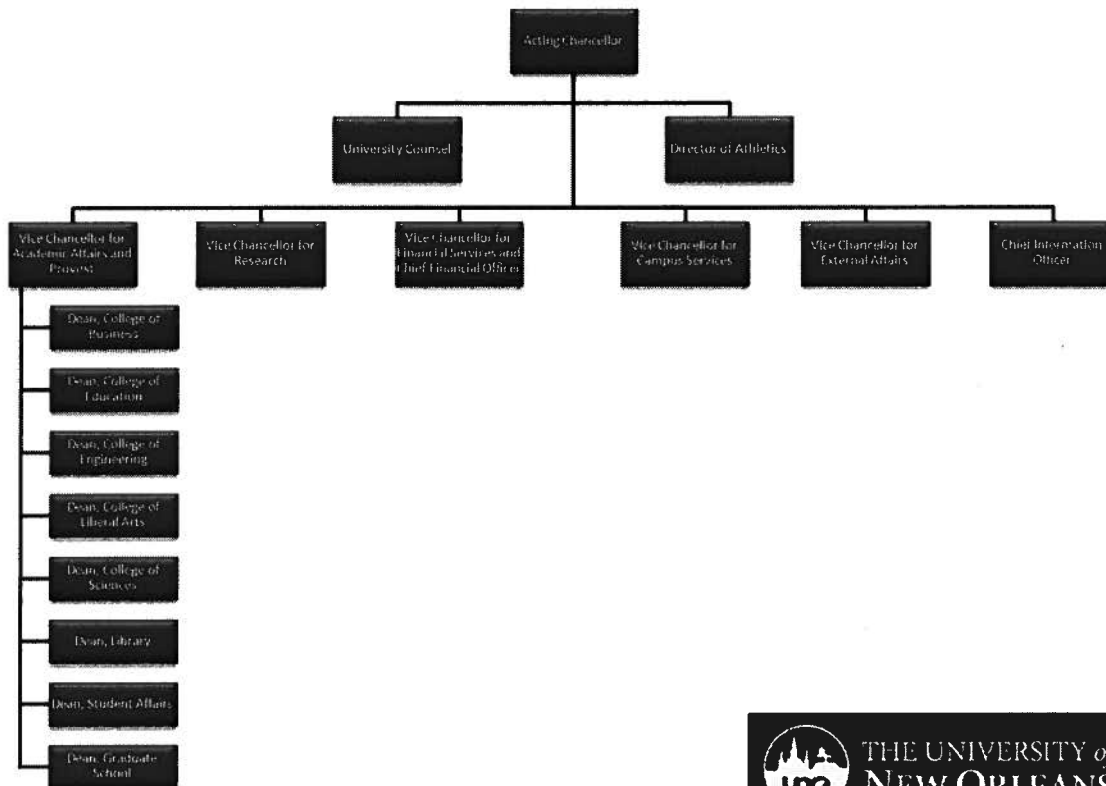 Acting Chancellor
University Counsel
Director of Athletics
Vice Chancellor for
Academic Affairs and
Provost
Vice Chancellor for
Research
Vice Chancellor for
Financial Services and
Chief Financial Officer
Vice Chancellor for
Campus Services
Vice Chancellor for
External Affairs
Chief Information
Officer
Dean, College of
Business
Dean, College of
Education
Dean, College of
Engineering
Dean, College of
Liberal Arts
Dean, College of
Sciences
Dean, Library
Dean, Student Affairs
Dean, Graduate
School
THE UNIVERSITY of
NEW ORLEANS